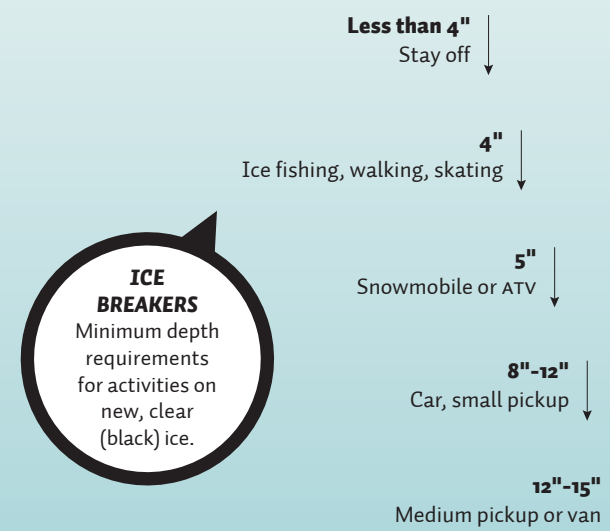 Less than 4"
Stay off
4"
Ice fishing, walking, skating
5"
Snowmobile or ATV
8"-12"
Car, small pickup
12"-15"
Medium pickup or van
ICE
BREAKERS
Minimum depth
requirements
for activities on
new, clear
(black) ice.